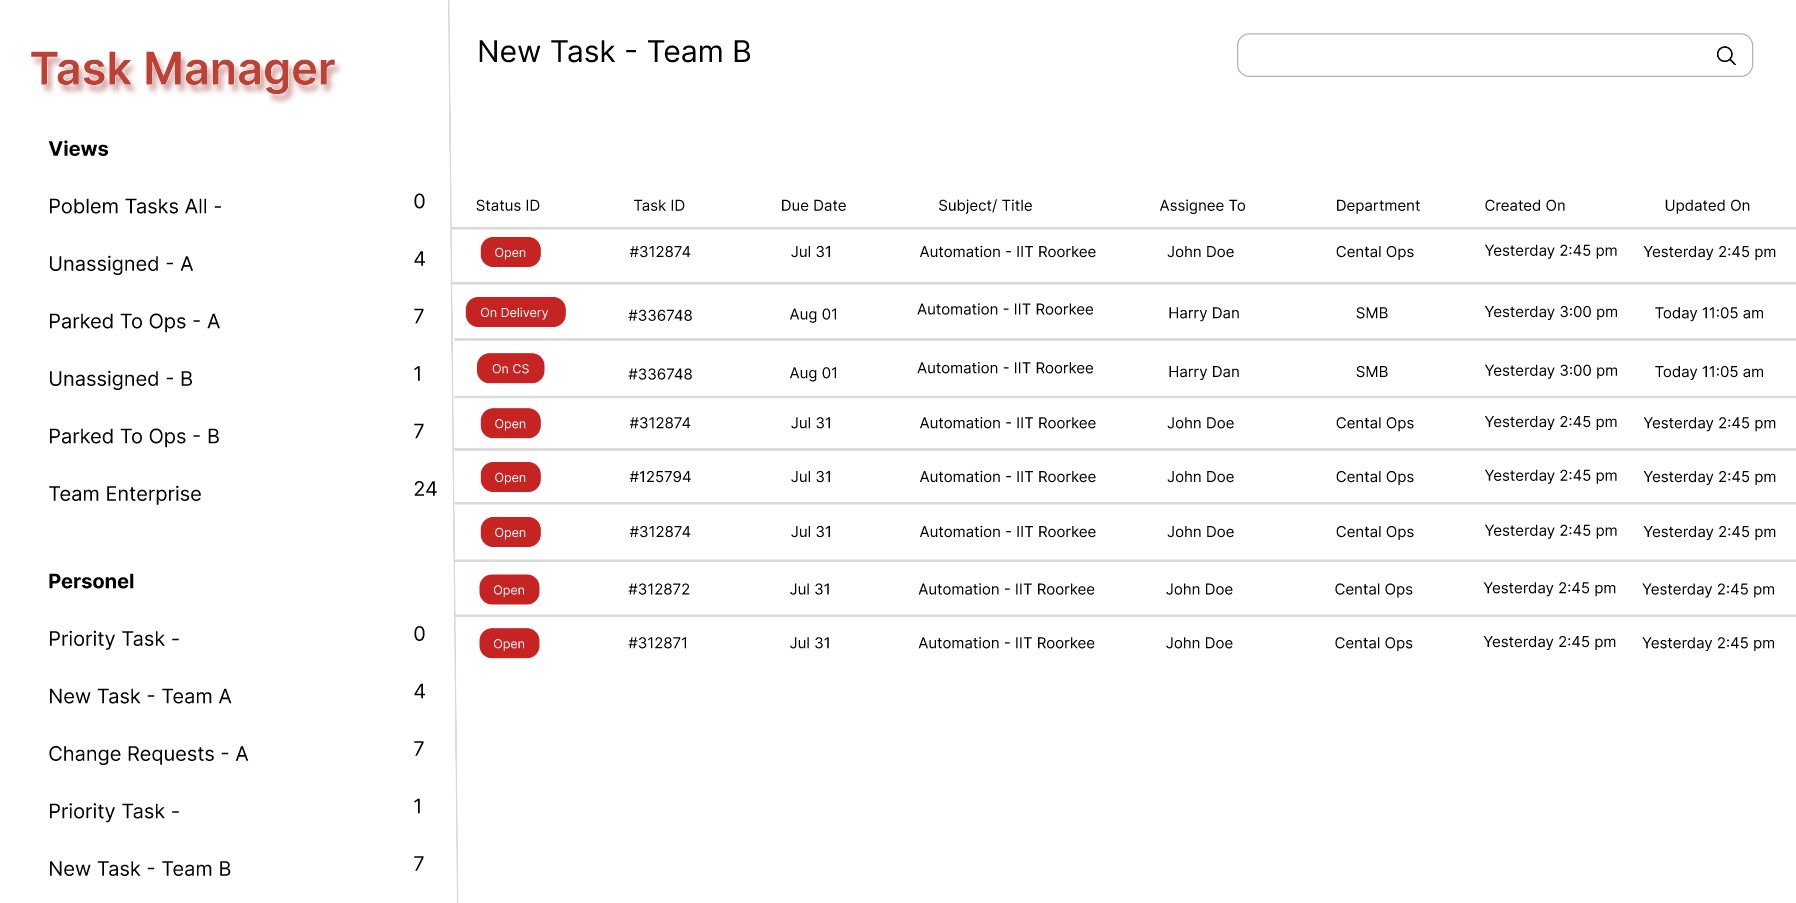 Task Manager
Views
Poblem Tasks All - 0
Unassigned - A 4
Parked To Ops - A 7
Unassigned - B 1
Parked To Ops - B 7
Team Enterprise 24
Personel
Priority Task - 0
New Task - Team A 4
Change Requests - A 7
Priority Task - 1
New Task - Team B 7
New Task - Team B
Status ID Task ID Due Date Subject/ Title Assignee To Department Created On Updated On
Open #312874 Jul 31 Automation - IIT Roorkee John Doe Cental Ops Yesterday 2:45 pm Yesterday 2:45 pm
On Delivery #336748 Aug 01 Automation - IIT Roorkee Harry Dan SMB Yesterday 3:00 pm Today 11:05 am
On CS #336748 Aug 01 Automation - IIT Roorkee Harry Dan SMB Yesterday 3:00 pm Today 11:05 am
Open #312874 Jul 31 Automation - IIT Roorkee John Doe Cental Ops Yesterday 2:45 pm Yesterday 2:45 pm
Open #125794 Jul 31 Automation - IIT Roorkee John Doe Cental Ops Yesterday 2:45 pm Yesterday 2:45 pm
Open #312874 Jul 31 Automation - IIT Roorkee John Doe Cental Ops Yesterday 2:45 pm Yesterday 2:45 pm
Open #312872 Jul 31 Automation - IIT Roorkee John Doe Cental Ops Yesterday 2:45 pm Yesterday 2:45 pm
Open #312871 Jul 31 Automation - IIT Roorkee John Doe Cental Ops Yesterday 2:45 pm Yesterday 2:45 pm